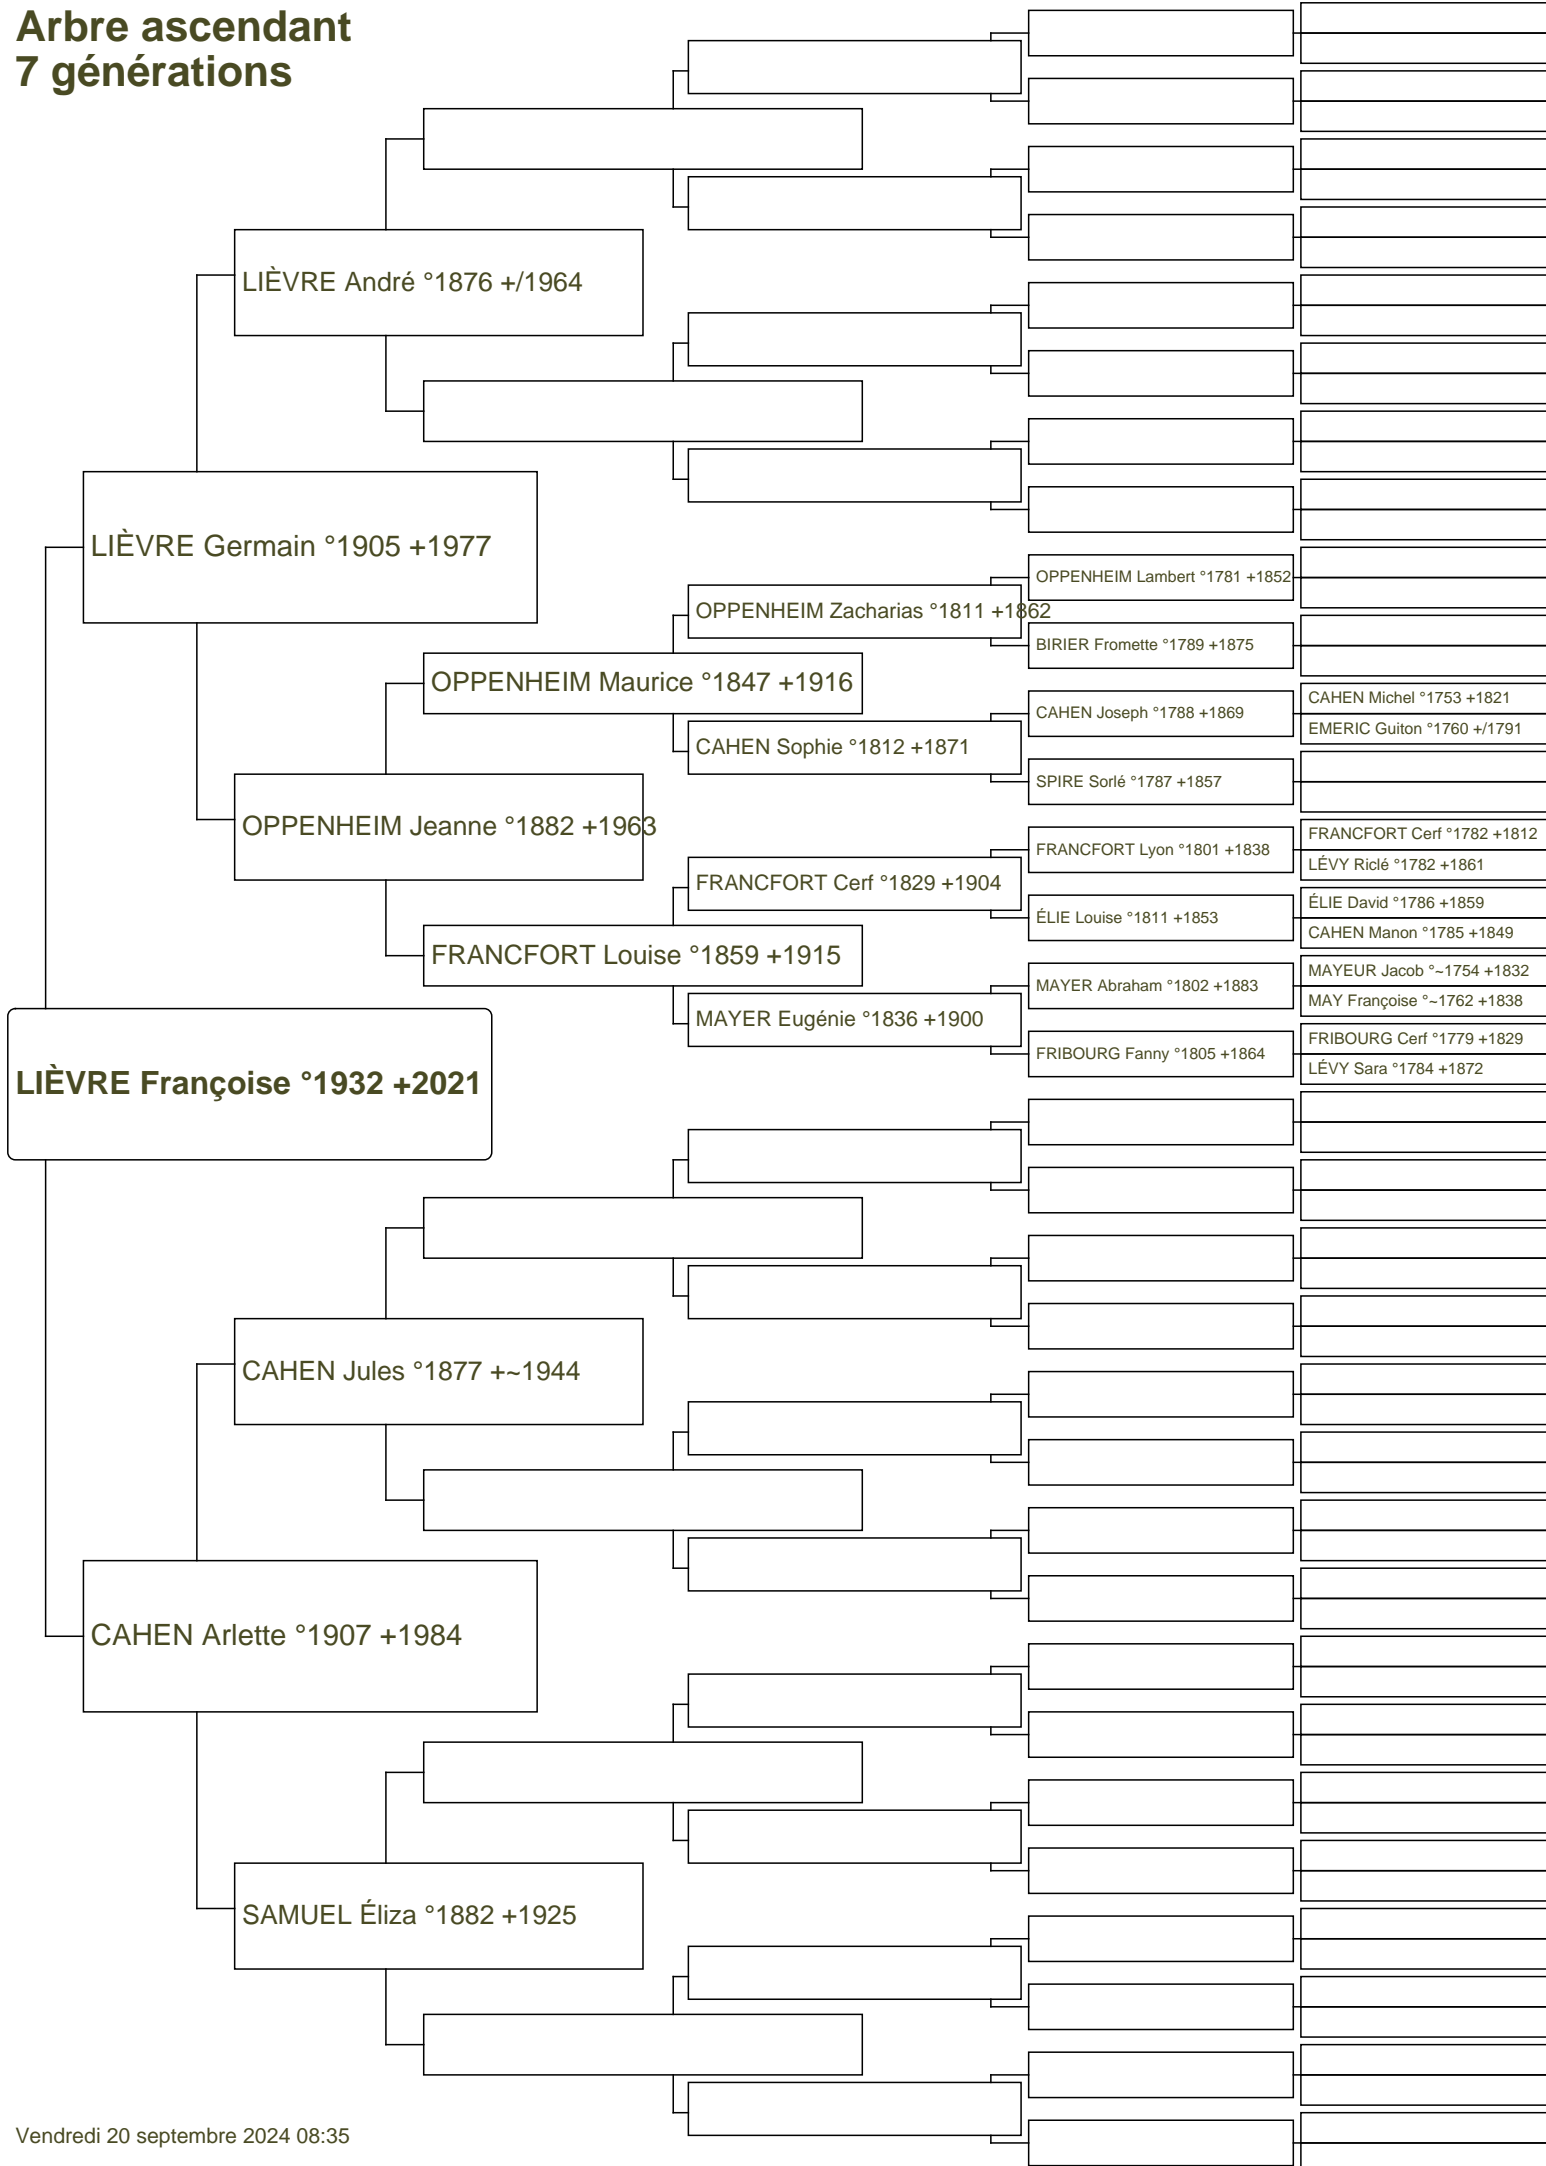 Arbre ascendant
7 générations
LIÈVRE André °1876 +/1964
LIÈVRE Germain °1905 +1977
OPPENHEIM Lambert °1781 +1852
OPPENHEIM Zacharias °1811 +1862
BIRIER Fromette °1789 +1875
OPPENHEIM Maurice °1847 +1916
CAHEN Michel °1753 +1821
CAHEN Joseph °1788 +1869
EMERIC Guiton °1760 +/1791
CAHEN Sophie °1812 +1871
SPIRE Sorlé °1787 +1857
OPPENHEIM Jeanne °1882 +1963
FRANCFORT Cerf °1782 +1812
FRANCFORT Lyon °1801 +1838
LÉVY Riclé °1782 +1861
FRANCFORT Cerf °1829 +1904
ÉLIE David °1786 +1859
ÉLIE Louise °1811 +1853
CAHEN Manon °1785 +1849
FRANCFORT Louise °1859 +1915
MAYEUR Jacob °~1754 +1832
MAYER Abraham °1802 +1883
MAY Françoise °~1762 +1838
MAYER Eugénie °1836 +1900
FRIBOURG Cerf °1779 +1829
FRIBOURG Fanny °1805 +1864
LÉVY Sara °1784 +1872
LIÈVRE Françoise °1932 +2021
CAHEN Jules °1877 +~1944
CAHEN Arlette °1907 +1984
SAMUEL Éliza °1882 +1925
Vendredi 20 septembre 2024 08:35